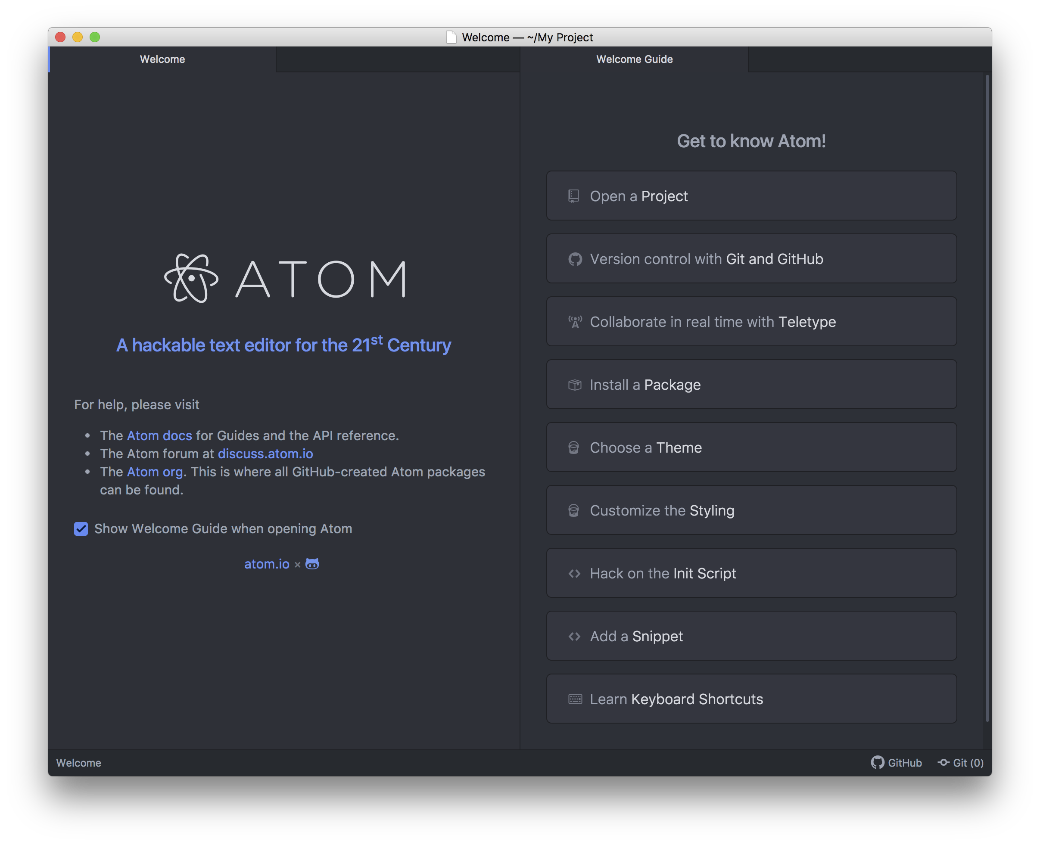 Welcome — ~/My Project
Welcome
Welcome Guide
ATOM
A hackable text editor for the 21st Century
For help, please visit
• The Atom docs for Guides and the API reference.
• The Atom forum at discuss.atom.io
• The Atom org. This is where all GitHub-created Atom packages
can be found.
Show Welcome Guide when opening Atom
atom.io ×
Get to know Atom!
Open a Project
Version control with Git and GitHub
Collaborate in real time with Teletype
Install a Package
Choose a Theme
Customize the Styling
Hack on the Init Script
Add a Snippet
Learn Keyboard Shortcuts
Welcome
GitHub
Git (0)